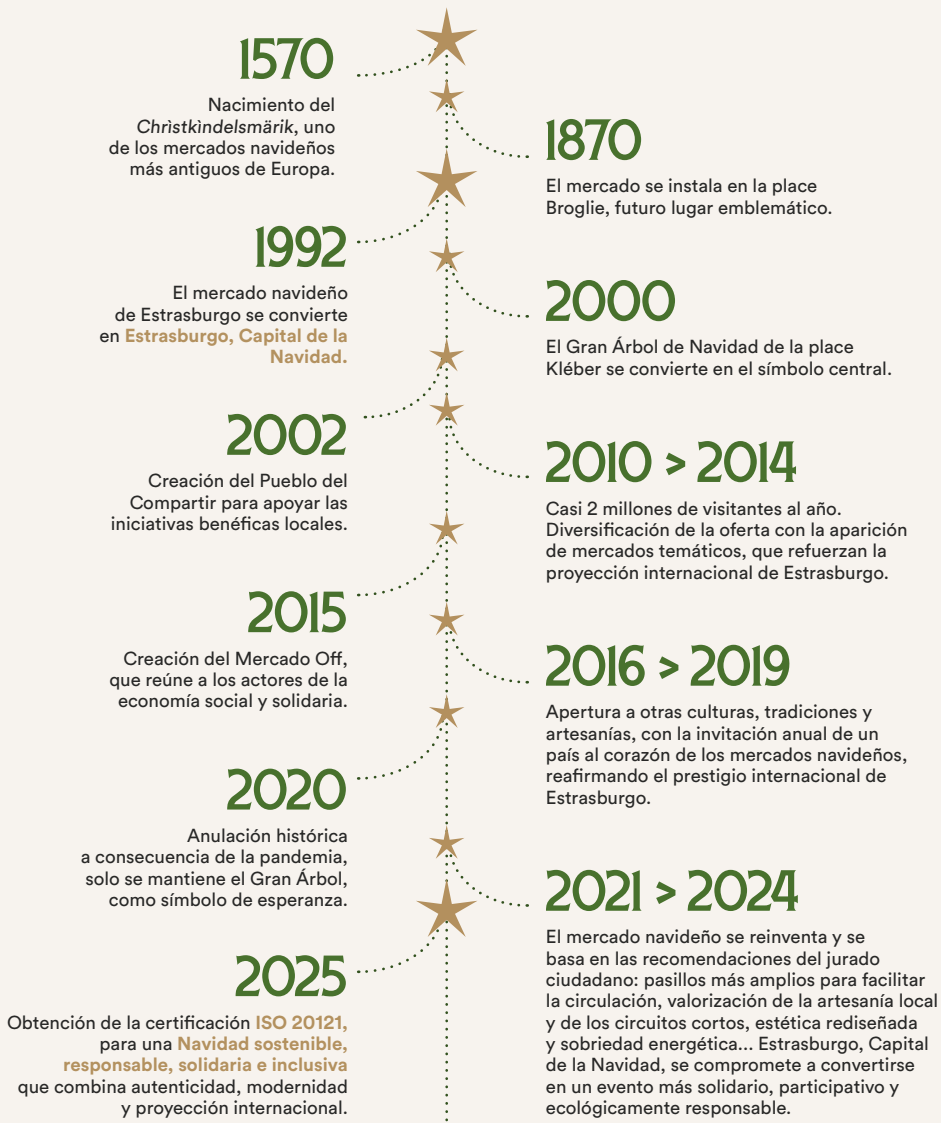 1570
Nacimiento del
Christkìndelsmärik, uno
de los mercados navideños
más antiguos de Europa.
1870
El mercado se instala en la place
Broglie, futuro lugar emblemático.
1992
El mercado navideño
de Estrasburgo se convierte
en Estrasburgo, Capital de la
Navidad.
2000
El Gran Árbol de Navidad de la place
Kléber se convierte en el símbolo central.
2002
Creación del Pueblo del
Compartir para apoyar las
iniciativas benéficas locales.
2010 > 2014
Casi 2 millones de visitantes al año.
Diversificación de la oferta con la aparición
de mercados temáticos, que refuerzan la
proyección internacional de Estrasburgo.
2015
Creación del Mercado Off,
que reúne a los actores de la
economía social y solidaria.
2016 > 2019
Apertura a otras culturas, tradiciones y
artesanías, con la invitación anual de un
país al corazón de los mercados navideños,
reafirmando el prestigio internacional de
Estrasburgo.
2020
Anulación histórica
a consecuencia de la pandemia,
solo se mantiene el Gran Árbol,
como símbolo de esperanza.
2021 > 2024
El mercado navideño se reinventa y se
basa en las recomendaciones del jurado
ciudadano: pasillos más amplios para facilitar
la circulación, valorización de la artesanía local
y de los circuitos cortos, estética rediseñada
y sobriedad energética... Estrasburgo, Capital
de la Navidad, se compromete a convertirse
en un evento más solidario, participativo y
ecológicamente responsable.
2025
Obtención de la certificación ISO 20121,
para una Navidad sostenible,
responsable, solidaria e inclusiva
que combina autenticidad, modernidad
y proyección internacional.